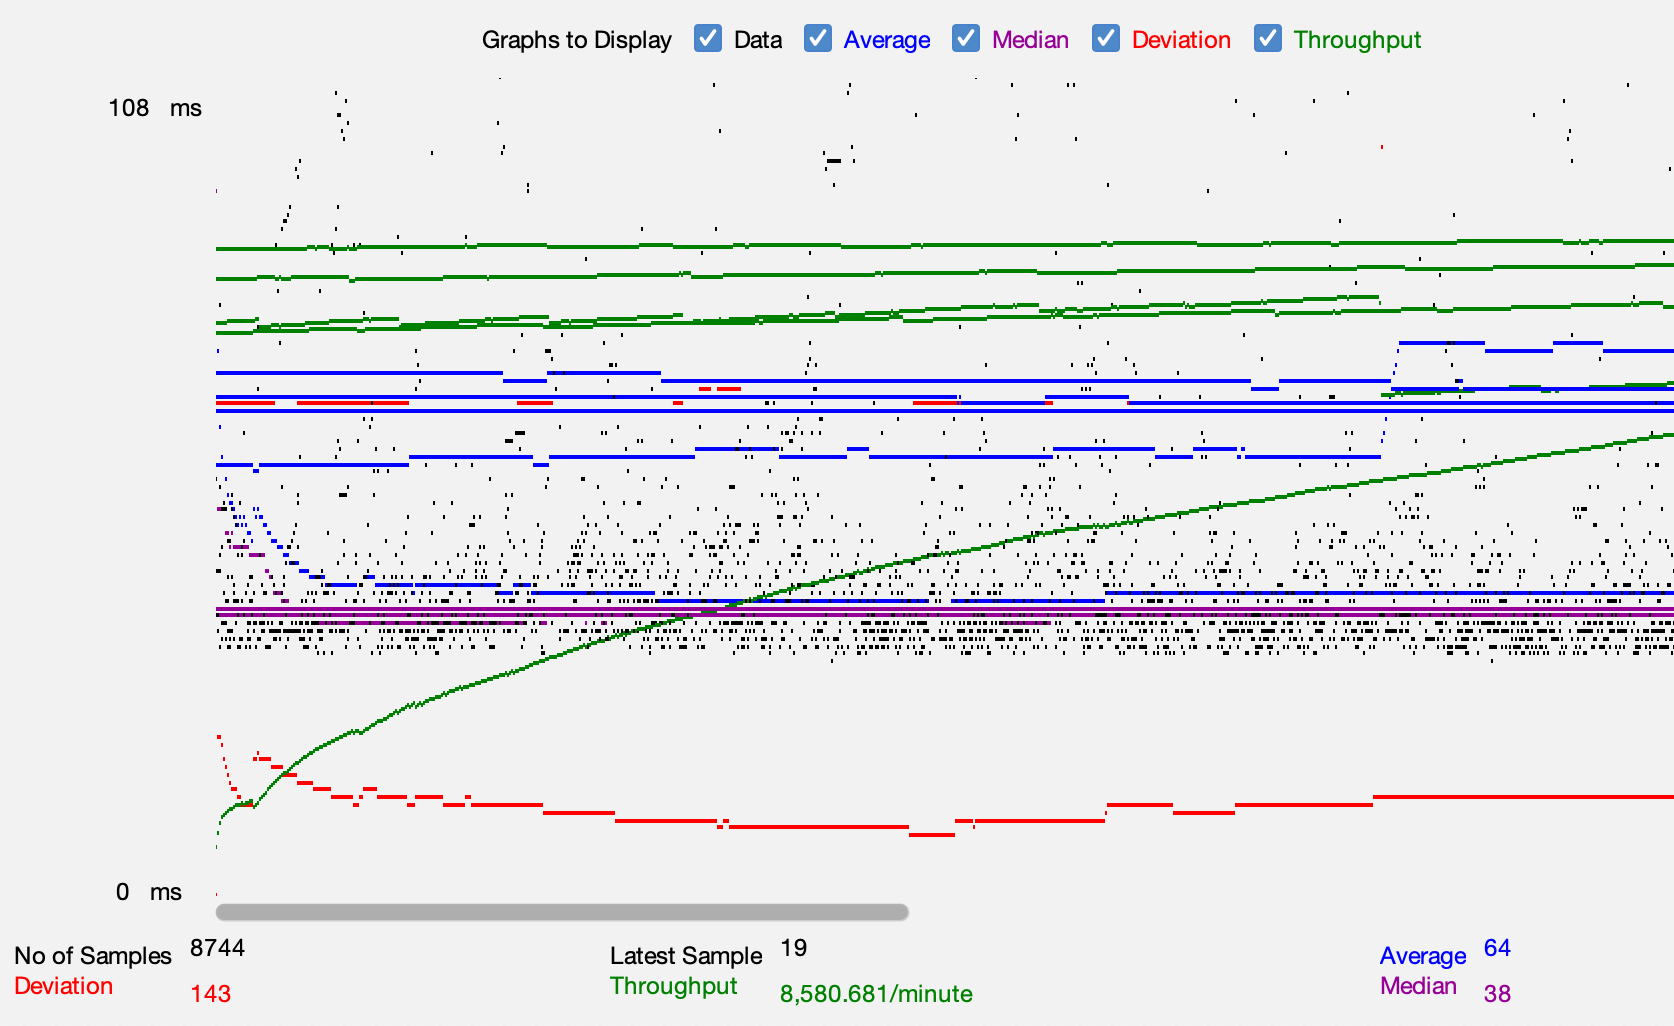 Graphs to Display Data Average Median Deviation Throughput
108 ms
0 ms
No of Samples 8744 Latest Sample 19 Average 64
Deviation 143 Throughput 8,580.681/minute Median 38